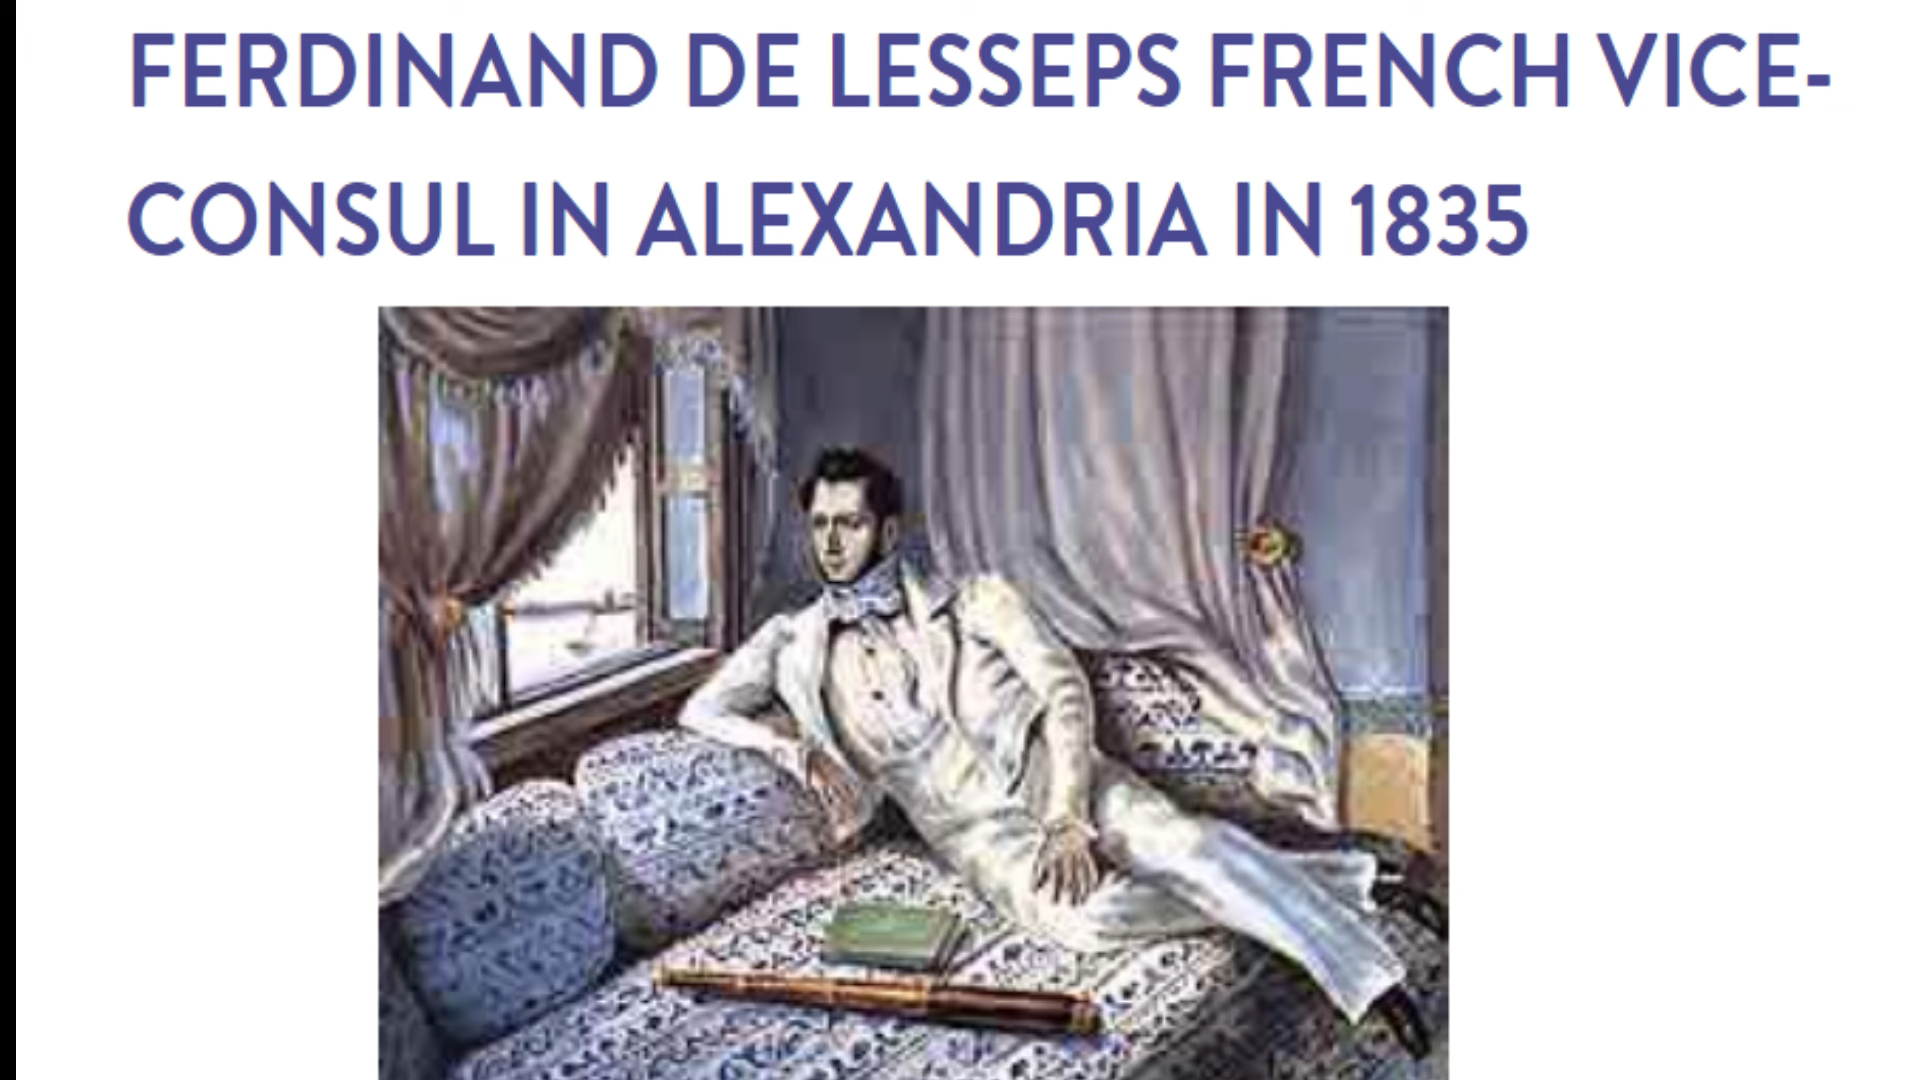 FERDINAND DE LESSEPS FRENCH VICE-
CONSUL IN ALEXANDRIA IN 1835